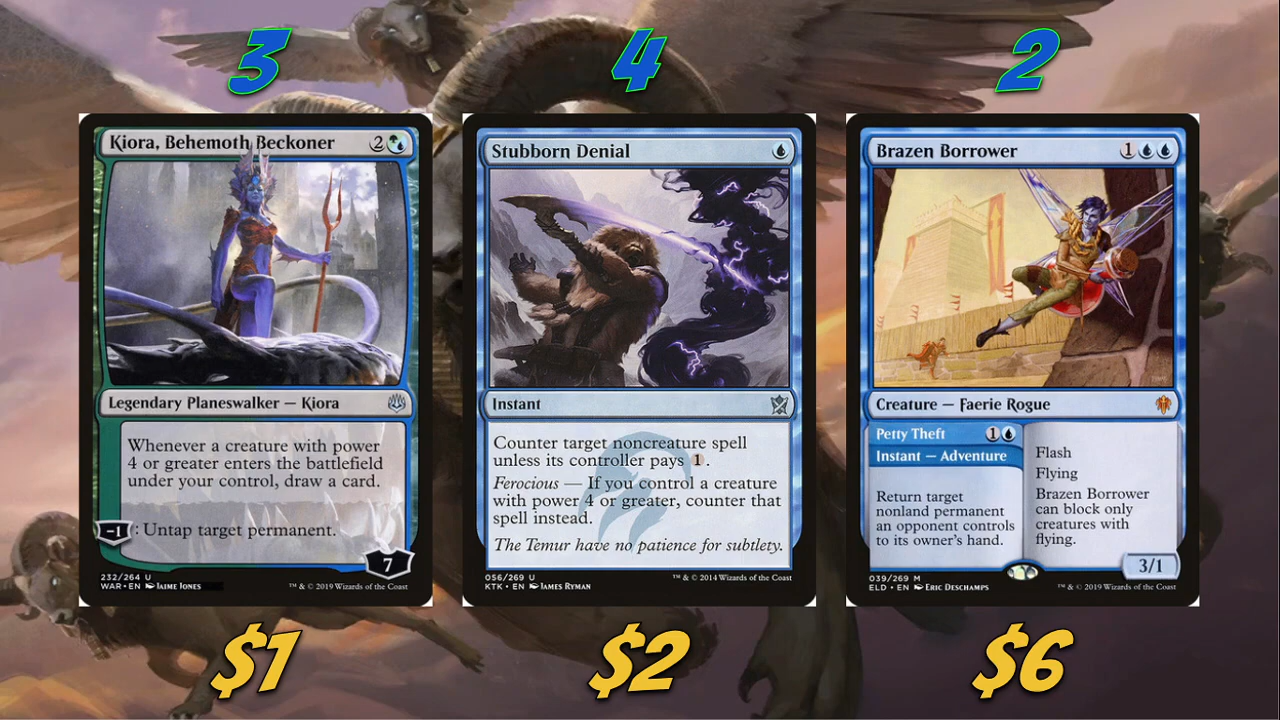 3
4
2
Kiora, Behemoth Beckoner 2
Legendary Planeswalker — Kiora
Whenever a creature with power
4 or greater enters the battlefield
under your control, draw a card.
−1: Untap target permanent.
7
232/264 U
WAR • EN Jaime Jones
™ & © 2019 Wizards of the Coast
Stubborn Denial
Instant
Counter target noncreature spell
unless its controller pays 1.
Ferocious — If you control a creature
with power 4 or greater, counter that
spell instead.
The Temur have no patience for subtlety.
056/269 U
KTK • EN James Ryman
™ & © 2014 Wizards of the Coast
Brazen Borrower 1
Creature — Faerie Rogue
Petty Theft 1
Instant — Adventure
Return target
nonland permanent
an opponent controls
to its owner's hand.
Flash
Flying
Brazen Borrower
can block only
creatures with
flying.
3/1
039/269 M
ELD • EN Eric Deschamps
™ & © 2019 Wizards of the Coast
$1
$2
$6